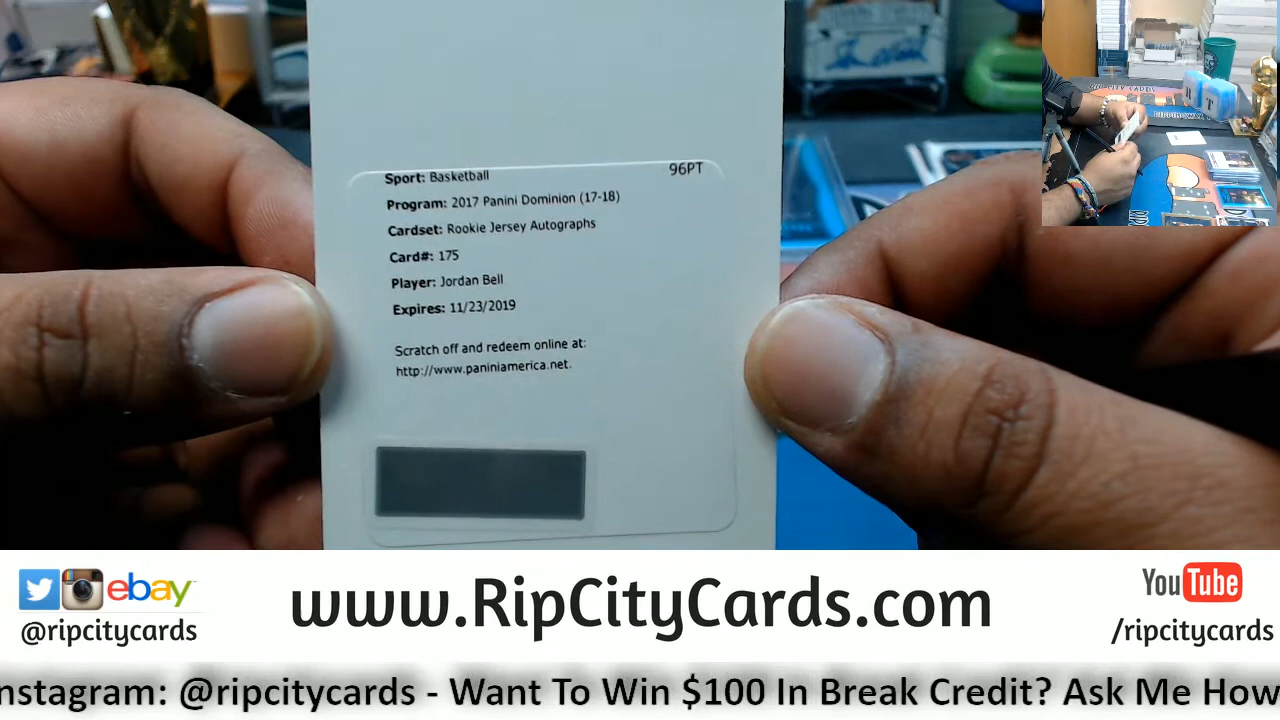 96PT
Sport: Basketball
Program: 2017 Panini Dominion (17-18)
Cardset: Rookie Jersey Autographs
Card#: 175
Player: Jordan Bell
Expires: 11/23/2019
Scratch off and redeem online at:
http://www.paniniamerica.net.
ebay
@ripcitycards
www.RipCityCards.com
YouTube
/ripcitycards
nstagram: @ripcitycards - Want To Win $100 In Break Credit? Ask Me How